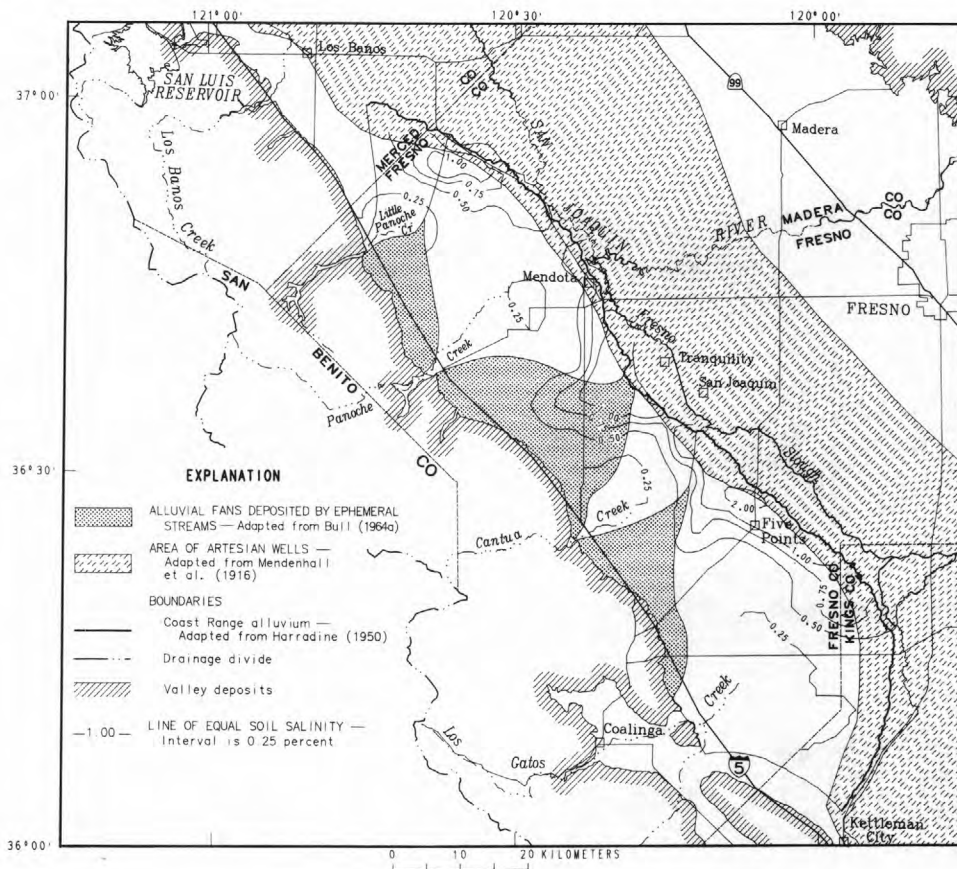 121°00'
120°30'
120°00'
37°00'
36°30'
36°00'
Los Banos
SAN LUIS
RESERVOIR
Los Banos
Creek
CO
CO
MERCED
FRESNO
SAN
JOAQUIN
RIVER
99
Madera
CO
CO
MADERA
FRESNO
FRESNO
1.00
0.75
0.50
0.25
Little
Panoche
Cr
Mendota
0.25
0.25
SAN
BENITO
CO
Panoche
Creek
Fresno
Tranquility
San Joaquin
Slough
0.50
0.25
Cantua
Creek
2.00
Five
Points
1.00
0.75
0.50
0.25
FRESNO CO
KINGS CO
Los
Gatos
Creek
Coalinga
5
Kettleman
City
EXPLANATION
ALLUVIAL FANS DEPOSITED BY EPHEMERAL
STREAMS — Adapted from Bull (1964a)
AREA OF ARTESIAN WELLS —
Adapted from Mendenhall
et al. (1916)
BOUNDARIES
Coast Range alluvium —
Adapted from Harradine (1950)
Drainage divide
Valley deposits
—1.00— LINE OF EQUAL SOIL SALINITY —
Interval is 0.25 percent
0 10 20 KILOMETERS